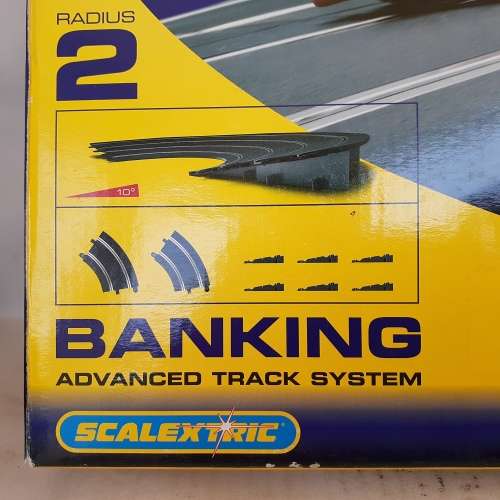 RADIUS
2
10°
BANKING
ADVANCED TRACK SYSTEM
SCALEXTRIC